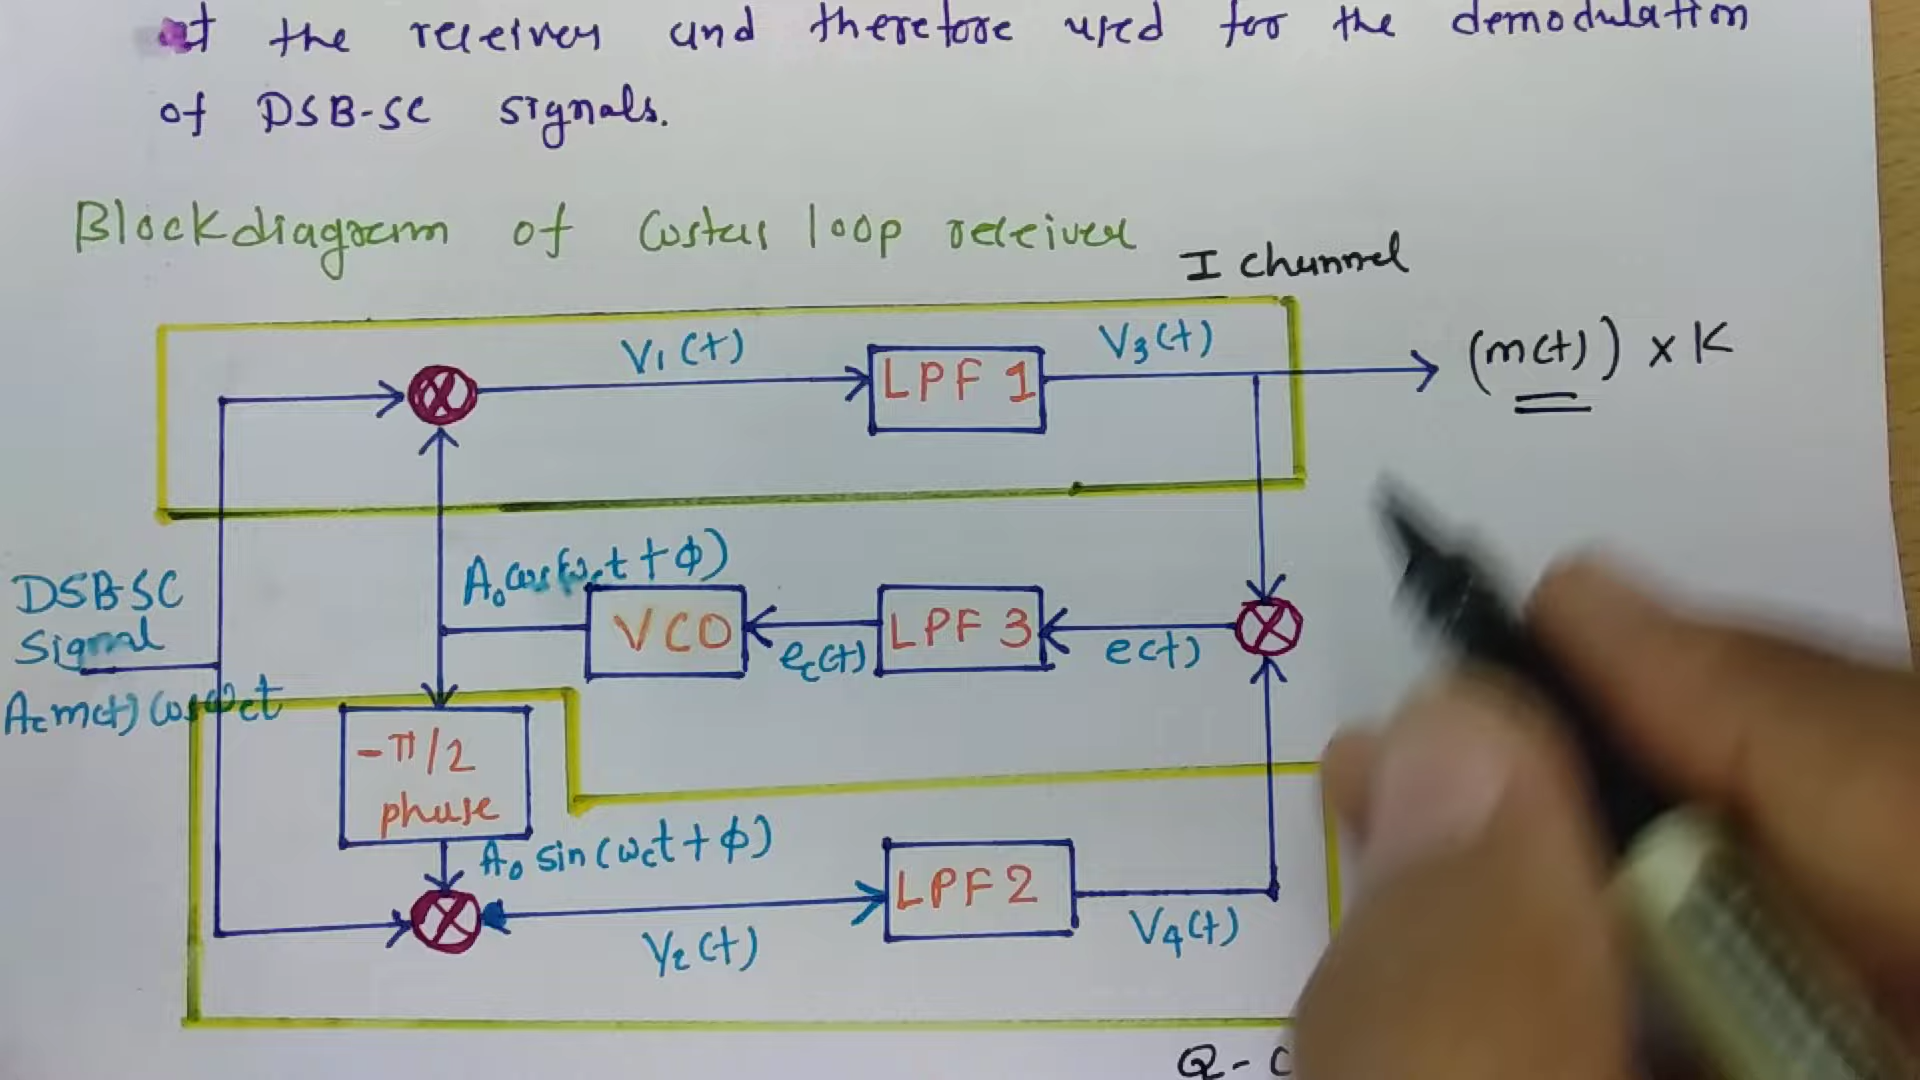 at the receiver and therefore used for the demodulation
of DSB-SC signals.
Block diagram of Costas loop receiver
I channel
V1(t)
LPF 1
V3(t)
(m(t)) × K
A0 cos(ωct + ϕ)
DSB-SC
Signal
Acm(t) cosωct
VCO
ec(t)
LPF 3
e(t)
-π/2
phase
A0 sin(ωct + ϕ)
LPF 2
V2(t)
V4(t)
Q - C